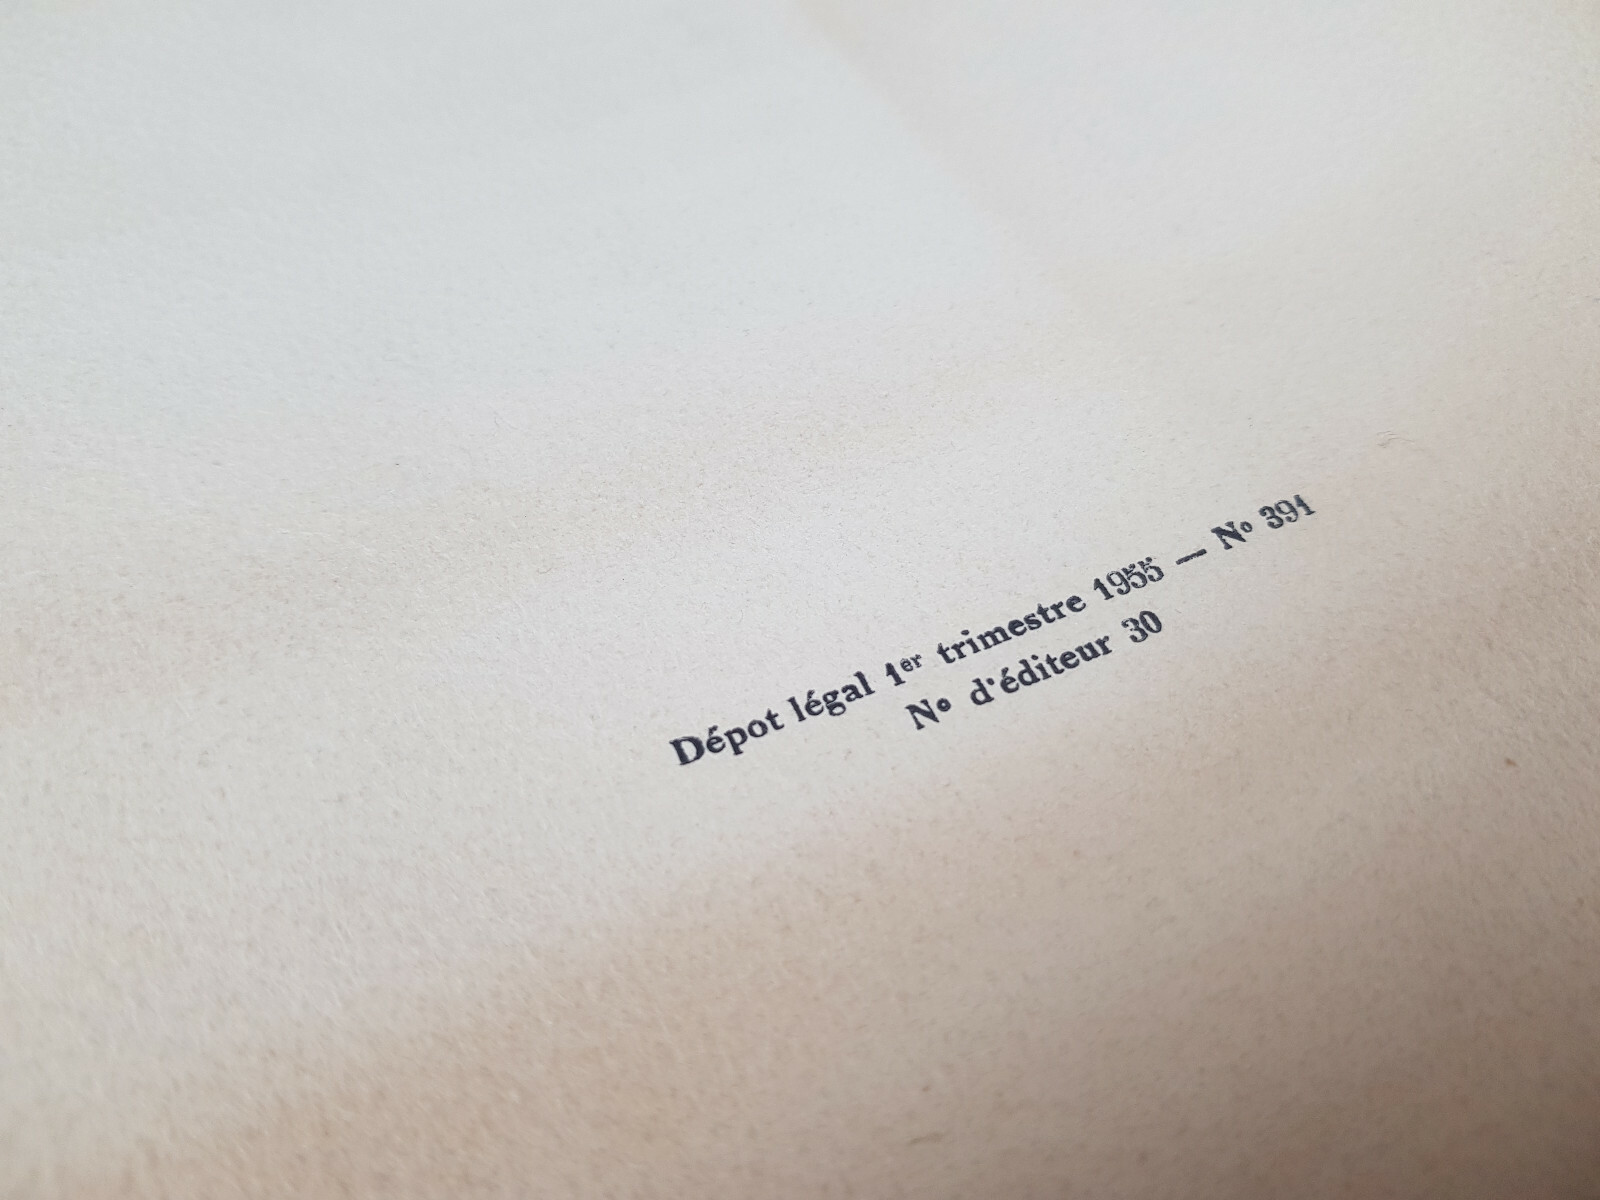 Dépot légal 1er trimestre 1955 — No 391
No d'éditeur 30